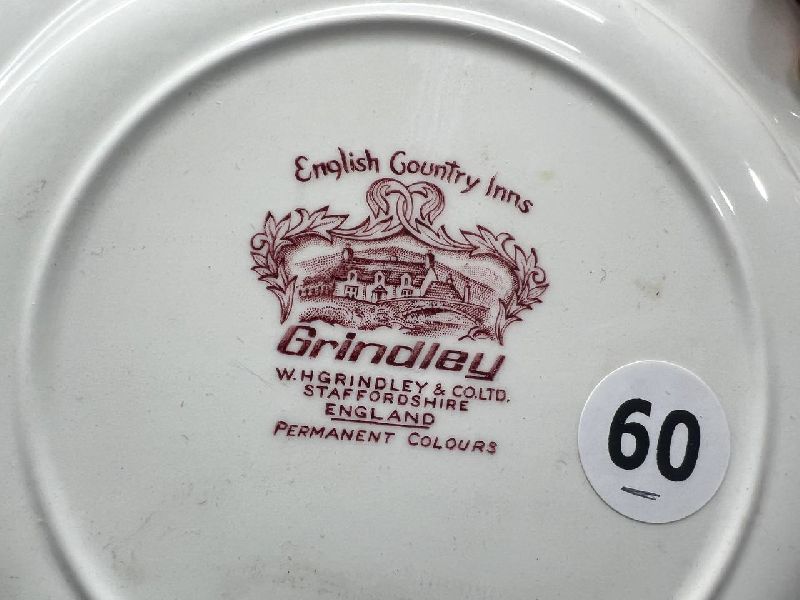 English Country Inns
Grindley
W.H GRINDLEY & CO.LTD.
STAFFORDSHIRE
ENGLAND
PERMANENT COLOURS
60